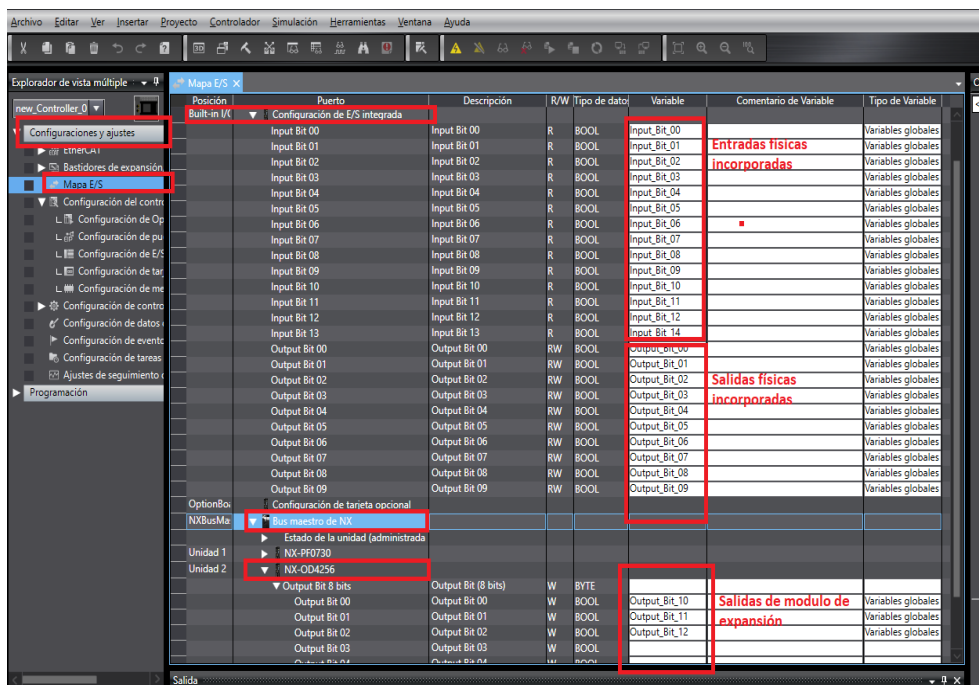 Archivo Editar Ver Insertar Proyecto Controlador Simulación Herramientas Ventana Ayuda
Explorador de vista múltiple
new_Controller_0
Configuraciones y ajustes
EtherCAT
Bastidores de expansión
Mapa E/S
Configuración del contro
Configuración de Op
Configuración de pu
Configuración de E/S
Configuración de tar
Configuración de me
Configuración de contro
Configuración de datos
Configuración de evento
Configuración de tareas
Ajustes de seguimiento
Programación
Mapa E/S
Posición Puerto Descripción R/W Tipo de dato Variable Comentario de Variable Tipo de Variable
Built-in I/O Configuración de E/S integrada
Input Bit 00 Input Bit 00 R BOOL Input_Bit_00 Variables globales
Input Bit 01 Input Bit 01 R BOOL Input_Bit_01 Entradas físicas Variables globales
Input Bit 02 Input Bit 02 R BOOL Input_Bit_02 incorporadas Variables globales
Input Bit 03 Input Bit 03 R BOOL Input_Bit_03 Variables globales
Input Bit 04 Input Bit 04 R BOOL Input_Bit_04 Variables globales
Input Bit 05 Input Bit 05 R BOOL Input_Bit_05 Variables globales
Input Bit 06 Input Bit 06 R BOOL Input_Bit_06 Variables globales
Input Bit 07 Input Bit 07 R BOOL Input_Bit_07 Variables globales
Input Bit 08 Input Bit 08 R BOOL Input_Bit_08 Variables globales
Input Bit 09 Input Bit 09 R BOOL Input_Bit_09 Variables globales
Input Bit 10 Input Bit 10 R BOOL Input_Bit_10 Variables globales
Input Bit 11 Input Bit 11 R BOOL Input_Bit_11 Variables globales
Input Bit 12 Input Bit 12 R BOOL Input_Bit_12 Variables globales
Input Bit 13 Input Bit 13 R BOOL Input_Bit_14 Variables globales
Output Bit 00 Output Bit 00 RW BOOL Output_Bit_00 Variables globales
Output Bit 01 Output Bit 01 RW BOOL Output_Bit_01 Variables globales
Output Bit 02 Output Bit 02 RW BOOL Output_Bit_02 Salidas físicas Variables globales
Output Bit 03 Output Bit 03 RW BOOL Output_Bit_03 incorporadas Variables globales
Output Bit 04 Output Bit 04 RW BOOL Output_Bit_04 Variables globales
Output Bit 05 Output Bit 05 RW BOOL Output_Bit_05 Variables globales
Output Bit 06 Output Bit 06 RW BOOL Output_Bit_06 Variables globales
Output Bit 07 Output Bit 07 RW BOOL Output_Bit_07 Variables globales
Output Bit 08 Output Bit 08 RW BOOL Output_Bit_08 Variables globales
Output Bit 09 Output Bit 09 RW BOOL Output_Bit_09 Variables globales
OptionBo Configuración de tarjeta opcional
NXBusMa Bus maestro de NX
Estado de la unidad (administrada
Unidad 1 NX-PF0730
Unidad 2 NX-OD4256
Output Bit 8 bits Output Bit (8 bits) W BYTE
Output Bit 00 Output Bit 00 W BOOL Output_Bit_10 Salidas de modulo de Variables globales
Output Bit 01 Output Bit 01 W BOOL Output_Bit_11 expansión Variables globales
Output Bit 02 Output Bit 02 W BOOL Output_Bit_12 Variables globales
Output Bit 03 Output Bit 03 W BOOL
Output Bit 04 Output Bit 04 W BOOL
Salida